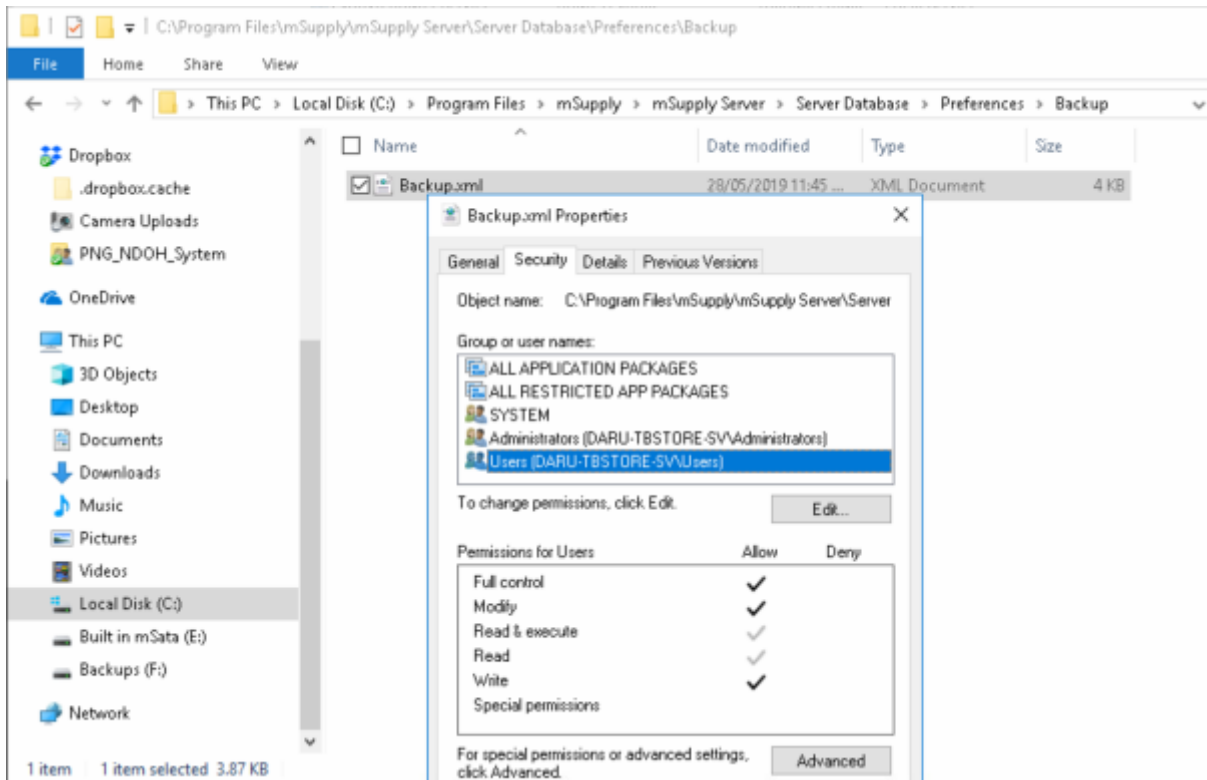 C:\Program Files\mSupply\mSupply Server\Server Database\Preferences\Backup
File Home Share View
This PC > Local Disk (C:) > Program Files > mSupply > mSupply Server > Server Database > Preferences > Backup
Name Date modified Type Size
Backup.xml 28/05/2019 11:45 ... XML Document 4 KB
Dropbox
.dropbox.cache
Camera Uploads
PNG_NDOH_System
OneDrive
This PC
3D Objects
Desktop
Documents
Downloads
Music
Pictures
Videos
Local Disk (C:)
Built in mSata (E:)
Backups (F:)
Network
1 item 1 item selected 3.87 KB
Backup.xml Properties
General Security Details Previous Versions
Object name: C:\Program Files\mSupply\mSupply Server\Server
Group or user names:
ALL APPLICATION PACKAGES
ALL RESTRICTED APP PACKAGES
SYSTEM
Administrators (DARU-TBSTORE-SV\Administrators)
Users (DARU-TBSTORE-SV\Users)
To change permissions, click Edit. Edit...
Permissions for Users Allow Deny
Full control
Modify
Read & execute
Read
Write
Special permissions
For special permissions or advanced settings, Advanced
click Advanced.